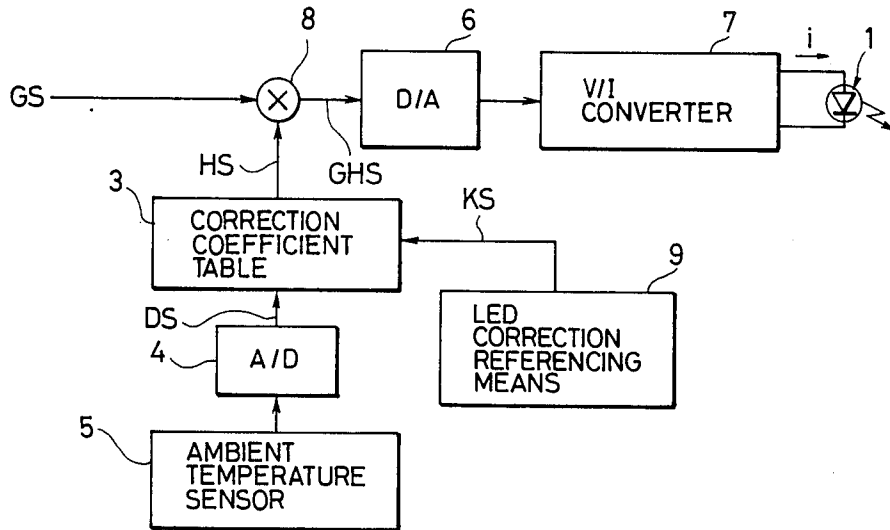 8
6
7
i
1
GS
×
D/A
V/I
CONVERTER
HS
GHS
3
CORRECTION
COEFFICIENT
TABLE
KS
9
DS
4
A/D
LED
CORRECTION
REFERENCING
MEANS
5
AMBIENT
TEMPERATURE
SENSOR